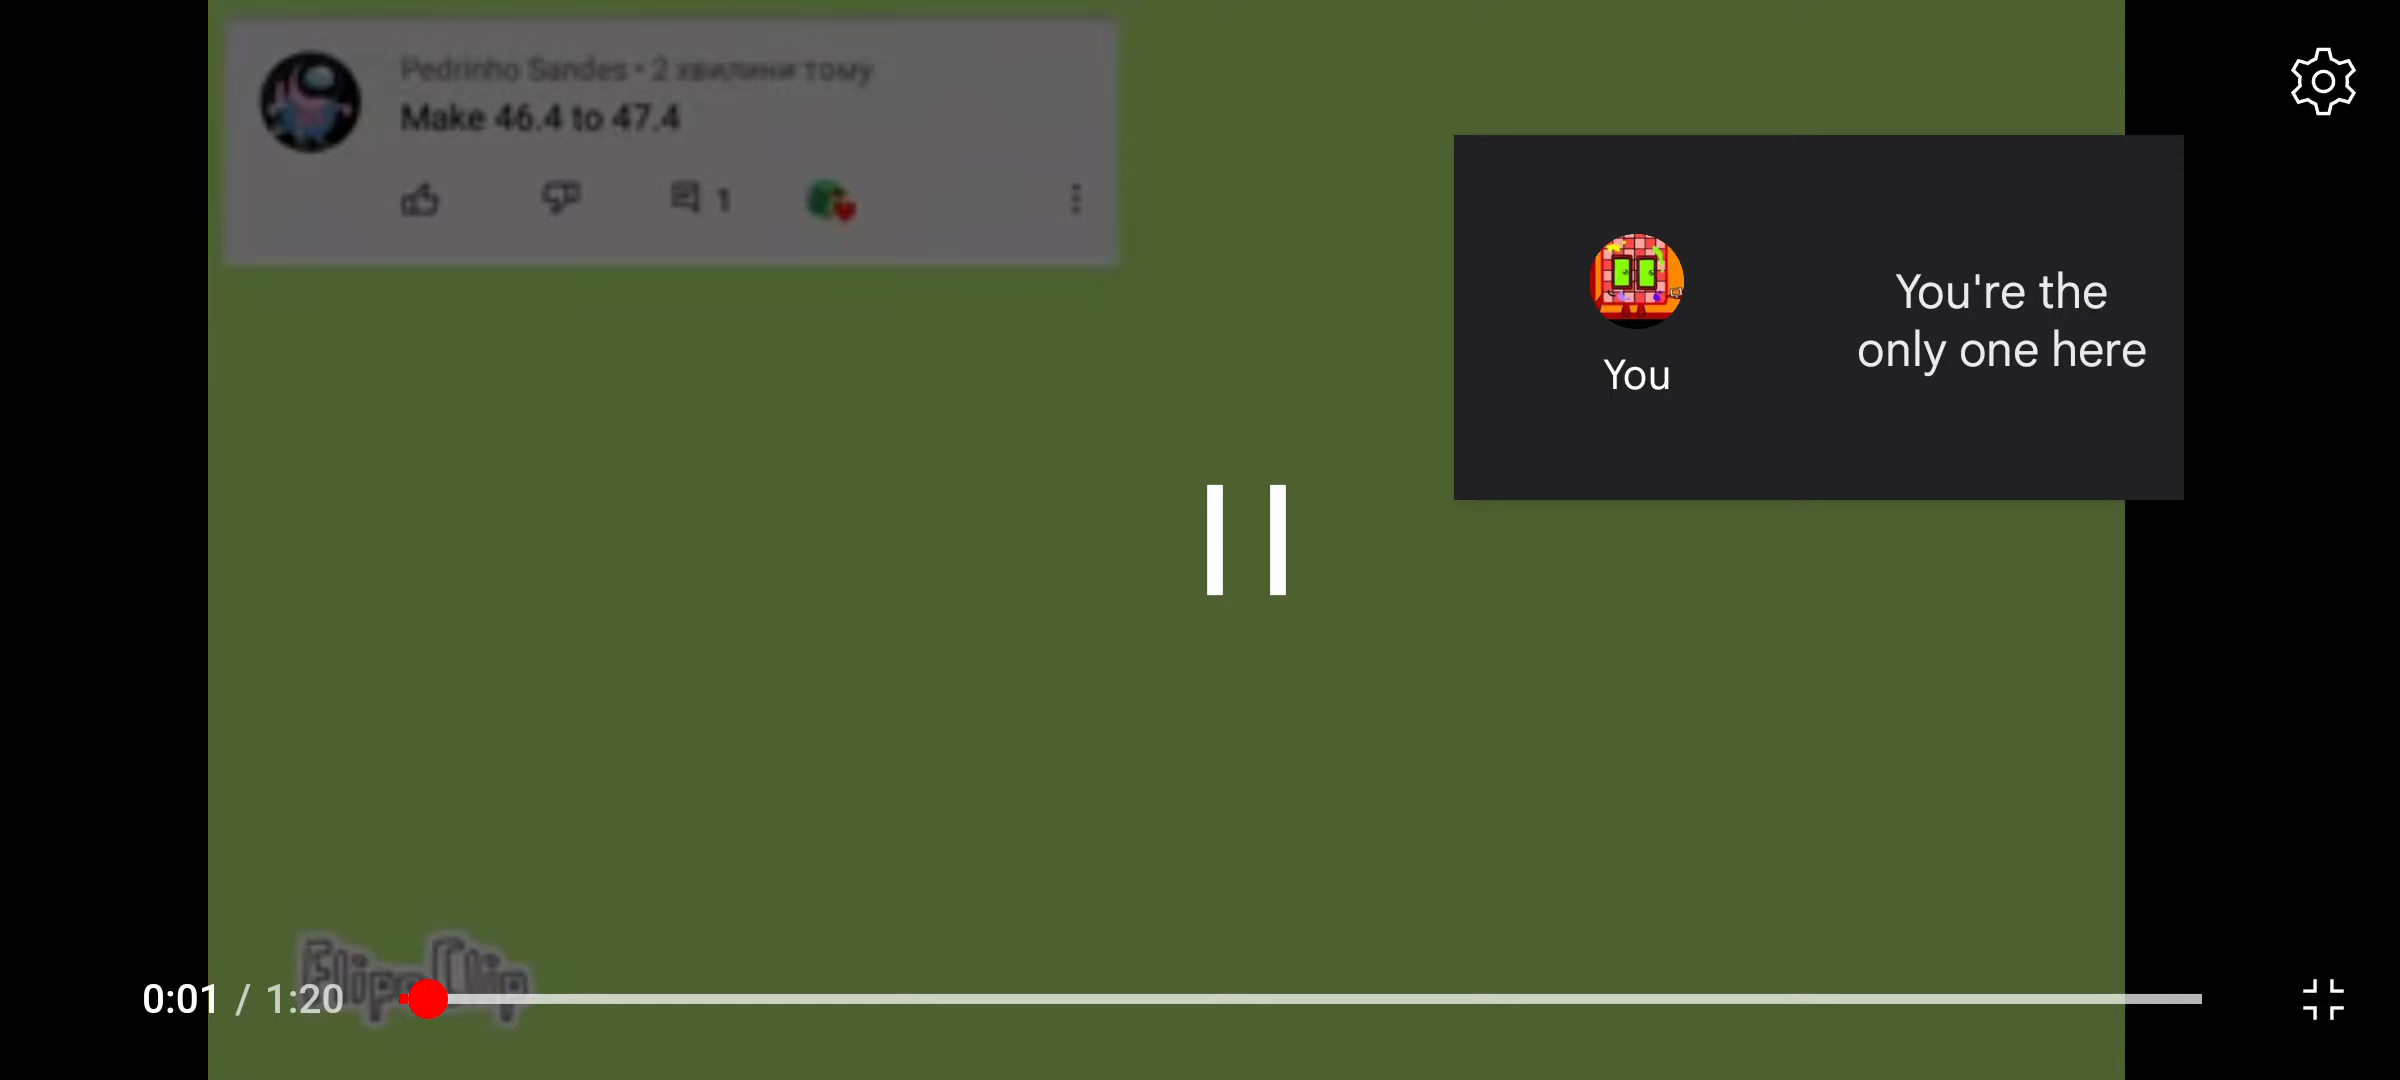 Pedrinho Sandes • 2 хвилини тому
Make 46.4 to 47.4
1
You
You're the
only one here
FlipaClip
0:01 / 1:20